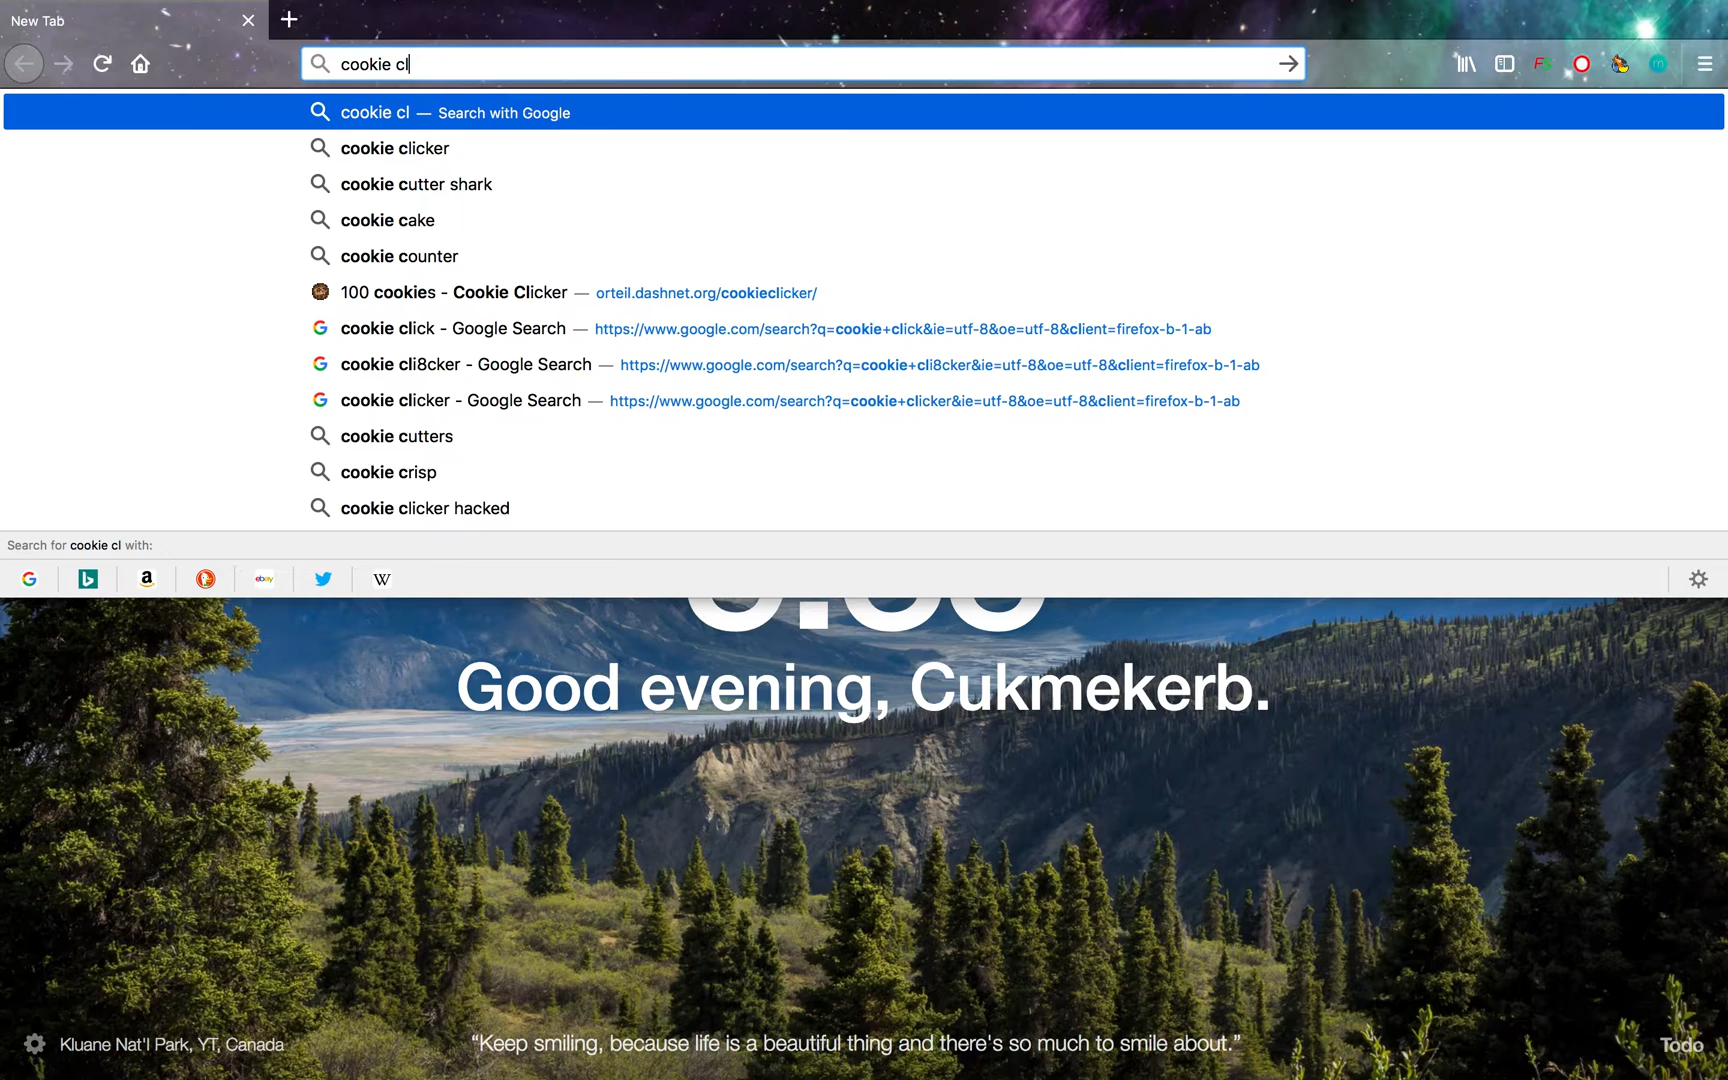 New Tab
cookie cl
cookie cl — Search with Google
cookie clicker
cookie cutter shark
cookie cake
cookie counter
100 cookies - Cookie Clicker — orteil.dashnet.org/cookieclicker/
cookie click - Google Search — https://www.google.com/search?q=cookie+click&ie=utf-8&oe=utf-8&client=firefox-b-1-ab
cookie cli8cker - Google Search — https://www.google.com/search?q=cookie+cli8cker&ie=utf-8&oe=utf-8&client=firefox-b-1-ab
cookie clicker - Google Search — https://www.google.com/search?q=cookie+clicker&ie=utf-8&oe=utf-8&client=firefox-b-1-ab
cookie cutters
cookie crisp
cookie clicker hacked
Search for cookie cl with:
Good evening, Cukmekerb.
Kluane Nat'l Park, YT, Canada
“Keep smiling, because life is a beautiful thing and there's so much to smile about.”
Todo